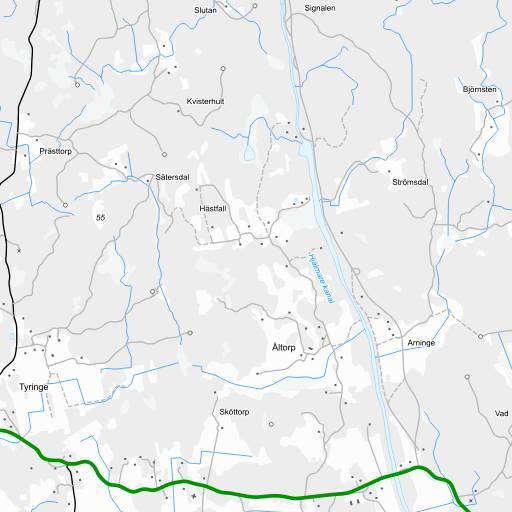 Slutan
Signalen
Björnsten
Kvisterhult
Prästtorp
Sätersdal
Strömsdal
Hästfall
55
Hjälmare kanal
Arninge
Åltorp
Tyringe
Sköttorp
Vad